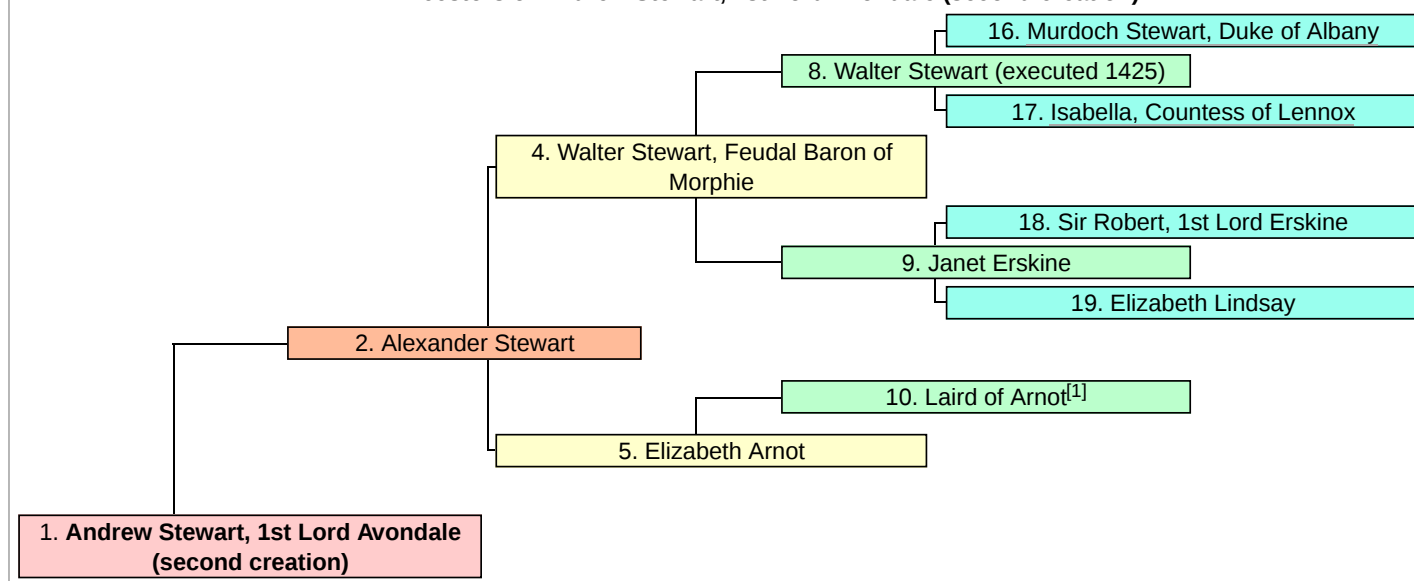 16. Murdoch Stewart, Duke of Albany
8. Walter Stewart (executed 1425)
17. Isabella, Countess of Lennox
4. Walter Stewart, Feudal Baron of
Morphie
18. Sir Robert, 1st Lord Erskine
9. Janet Erskine
19. Elizabeth Lindsay
2. Alexander Stewart
10. Laird of Arnot[1]
5. Elizabeth Arnot
1. Andrew Stewart, 1st Lord Avondale
(second creation)